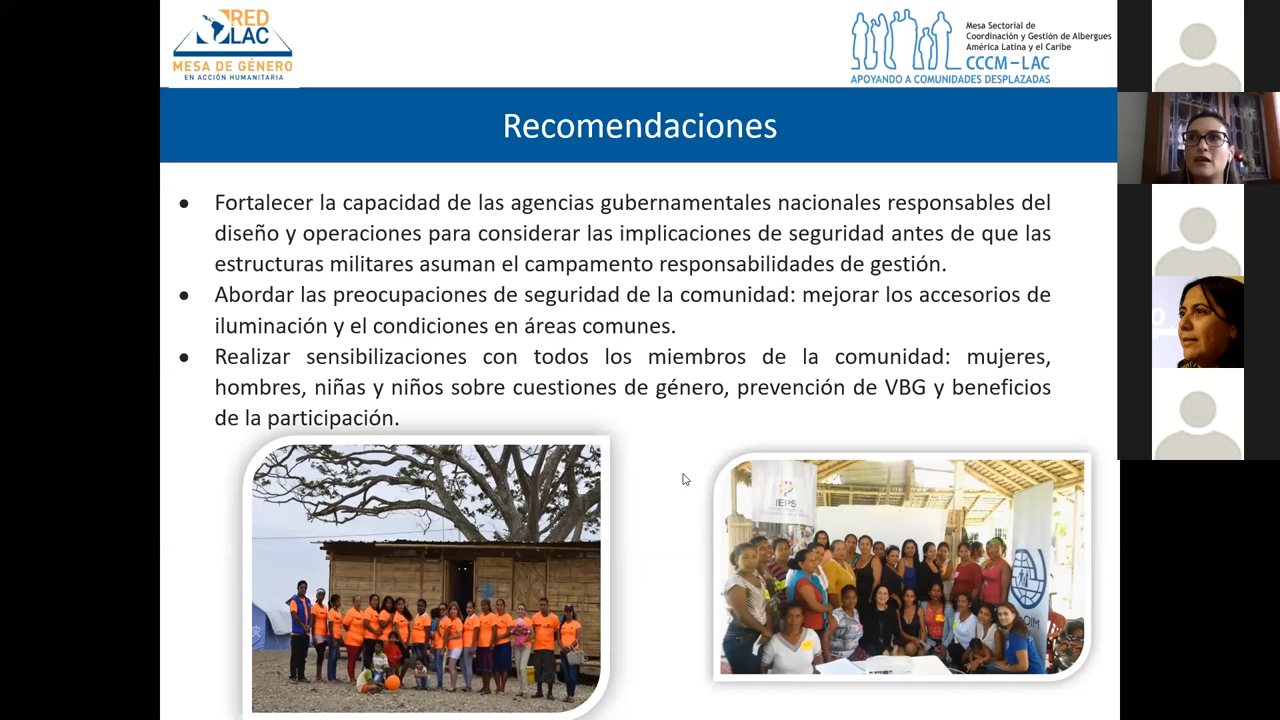 RED
LAC
MESA DE GÉNERO
EN ACCIÓN HUMANITARIA
Mesa Sectorial de
Coordinación y Gestión de Albergues
América Latina y el Caribe
CCCM–LAC
APOYANDO A COMUNIDADES DESPLAZADAS
Recomendaciones
● Fortalecer la capacidad de las agencias gubernamentales nacionales responsables del
diseño y operaciones para considerar las implicaciones de seguridad antes de que las
estructuras militares asuman el campamento responsabilidades de gestión.
● Abordar las preocupaciones de seguridad de la comunidad: mejorar los accesorios de
iluminación y el condiciones en áreas comunes.
● Realizar sensibilizaciones con todos los miembros de la comunidad: mujeres,
hombres, niñas y niños sobre cuestiones de género, prevención de VBG y beneficios
de la participación.
iEPS
OIM